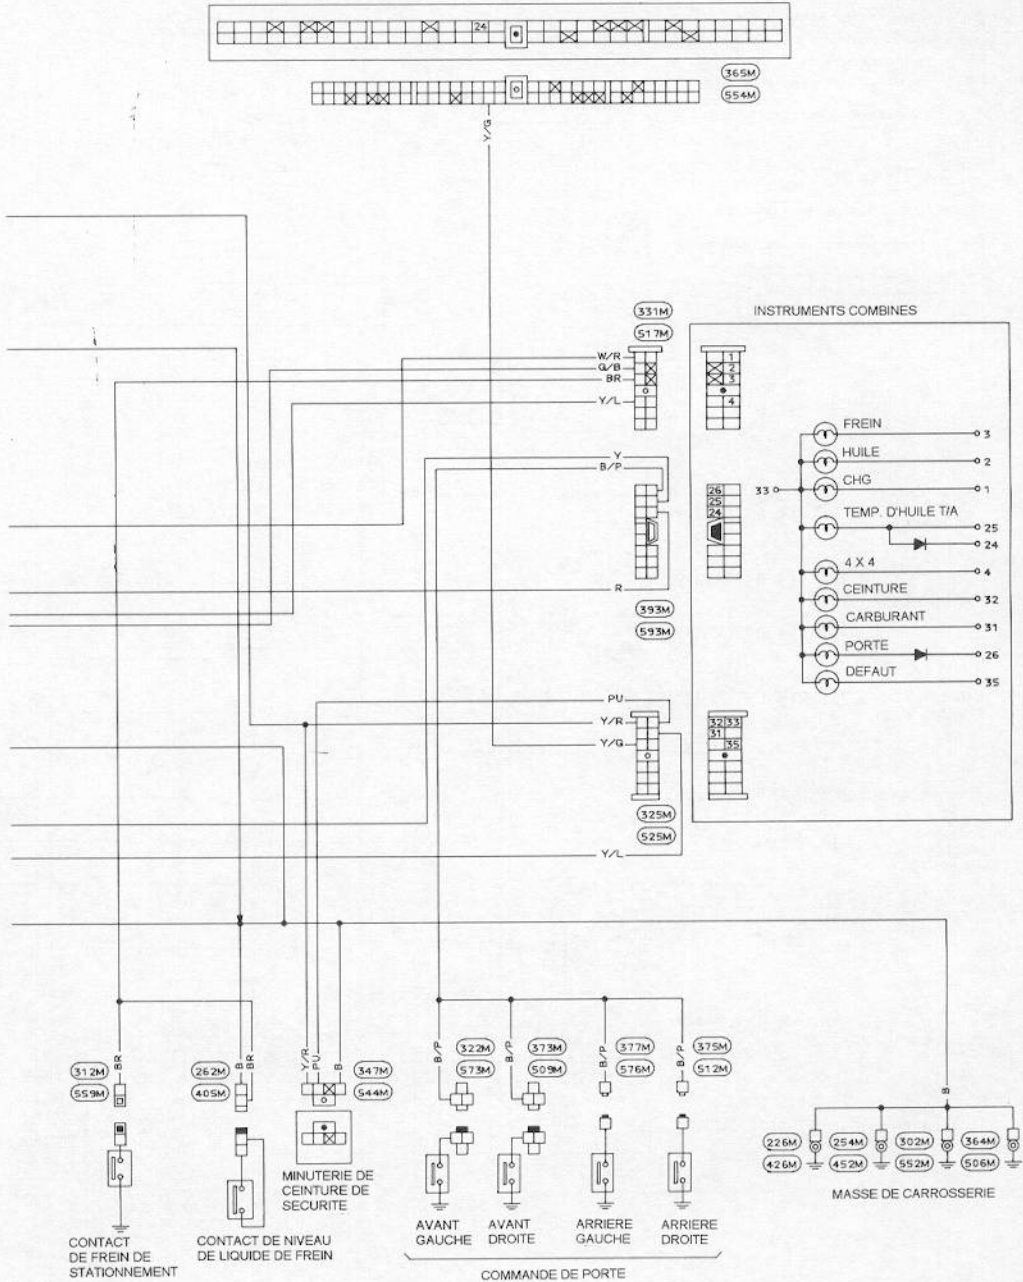 24
365M
554M
Y/G
331M
517M
INSTRUMENTS COMBINES
W/R
G/B
BR
Y/L
1
2
3
4
FREIN
3
HUILE
2
33
CHG
1
TEMP. D'HUILE T/A
25
24
4 X 4
4
CEINTURE
32
CARBURANT
31
PORTE
26
DEFAUT
35
Y
B/P
26
25
24
R
393M
593M
PU
Y/R
Y/G
32 33
31
35
325M
525M
Y/L
312M
559M
BR
262M
405M
B
BR
Y/R
PU
B
347M
544M
B/P
322M
573M
B/P
373M
509M
B/P
377M
576M
B/P
375M
512M
B
226M
426M
254M
452M
302M
552M
364M
506M
MASSE DE CARROSSERIE
MINUTERIE DE
CEINTURE DE
SECURITE
CONTACT
DE FREIN DE
STATIONNEMENT
CONTACT DE NIVEAU
DE LIQUIDE DE FREIN
AVANT
GAUCHE
AVANT
DROITE
ARRIERE
GAUCHE
ARRIERE
DROITE
COMMANDE DE PORTE